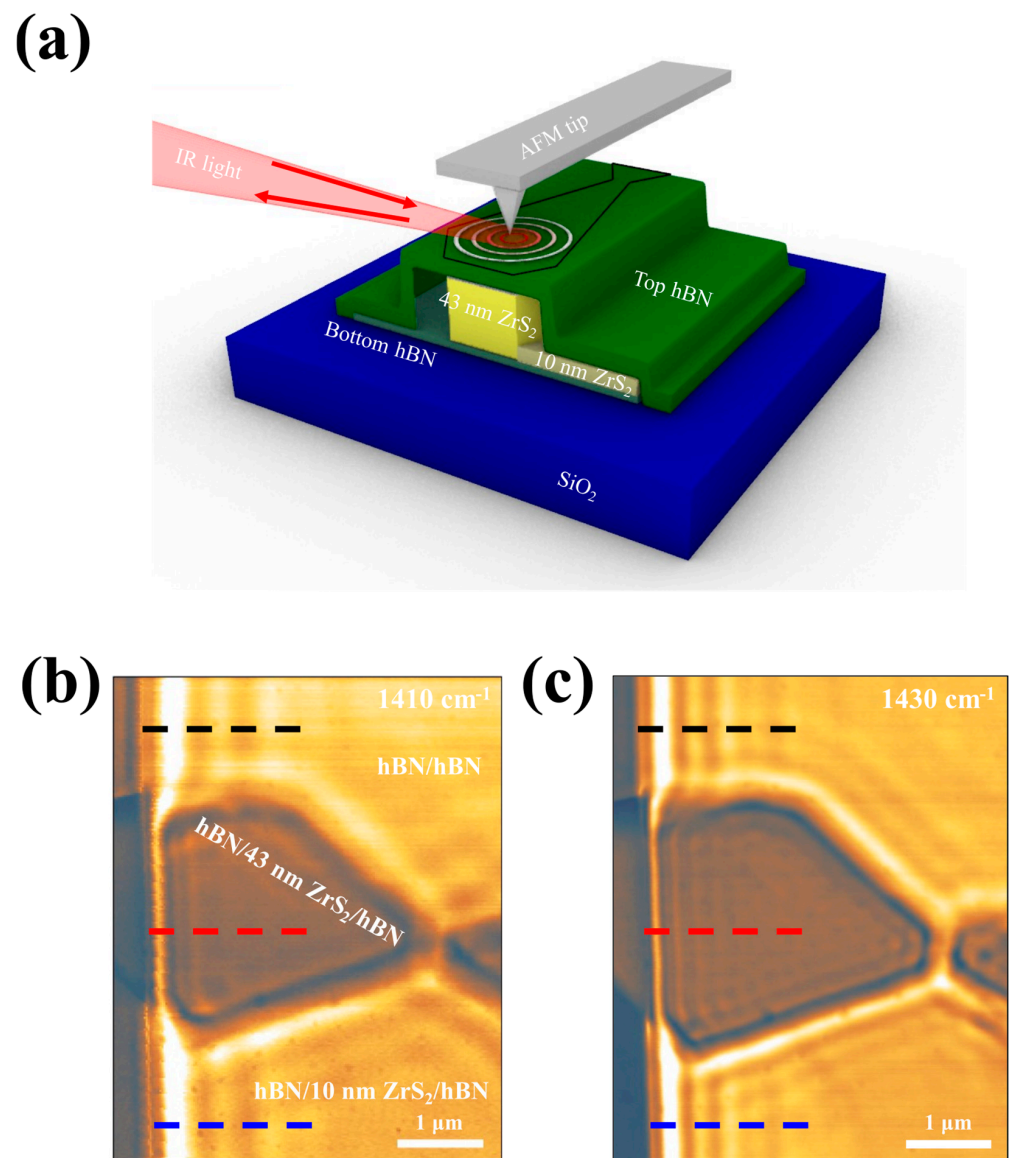 (a)
AFM tip
IR light
43 nm ZrS₂
Top hBN
Bottom hBN
10 nm ZrS₂
SiO₂
(b)
1410 cm⁻¹
hBN/hBN
hBN/43 nm ZrS₂/hBN
hBN/10 nm ZrS₂/hBN
1 μm
(c)
1430 cm⁻¹
1 μm